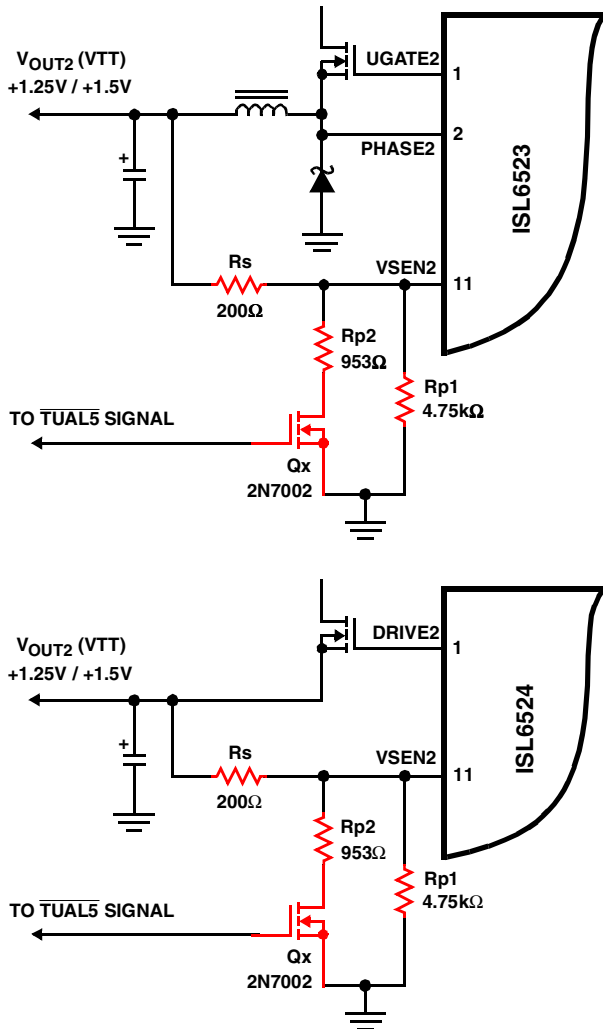 VOUT2 (VTT)
+1.25V / +1.5V
UGATE2
1
PHASE2
2
ISL6523
+
VSEN2
11
Rs
200Ω
Rp2
953Ω
Rp1
4.75kΩ
TO T̅U̅A̅L̅5̅ SIGNAL
Qx
2N7002
VOUT2 (VTT)
+1.25V / +1.5V
DRIVE2
1
ISL6524
+
VSEN2
11
Rs
200Ω
Rp2
953Ω
Rp1
4.75kΩ
TO T̅U̅A̅L̅5̅ SIGNAL
Qx
2N7002